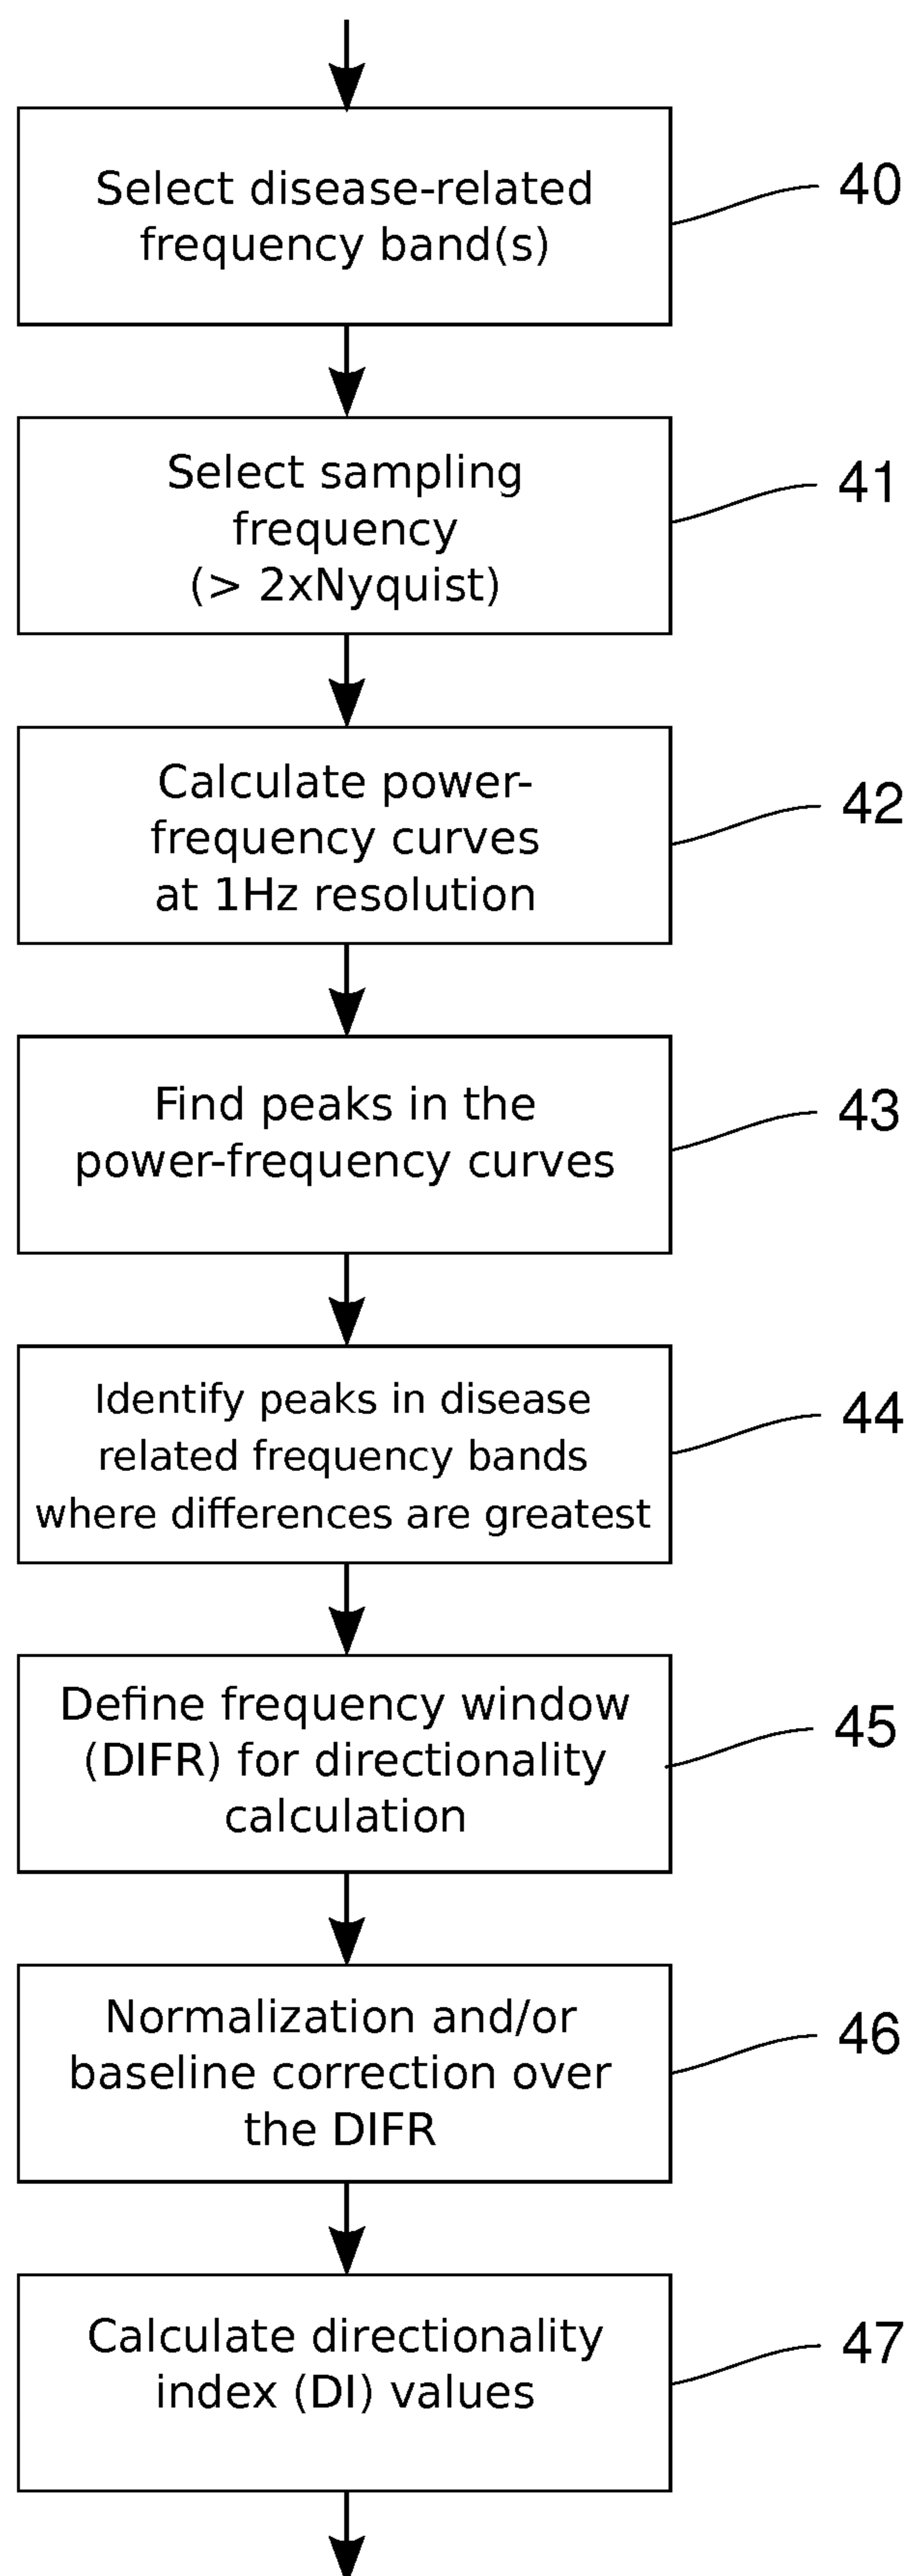 Select disease-related
frequency band(s)
40
Select sampling
frequency
(> 2xNyquist)
41
Calculate power-
frequency curves
at 1Hz resolution
42
Find peaks in the
power-frequency curves
43
Identify peaks in disease
related frequency bands
where differences are greatest
44
Define frequency window
(DIFR) for directionality
calculation
45
Normalization and/or
baseline correction over
the DIFR
46
Calculate directionality
index (DI) values
47